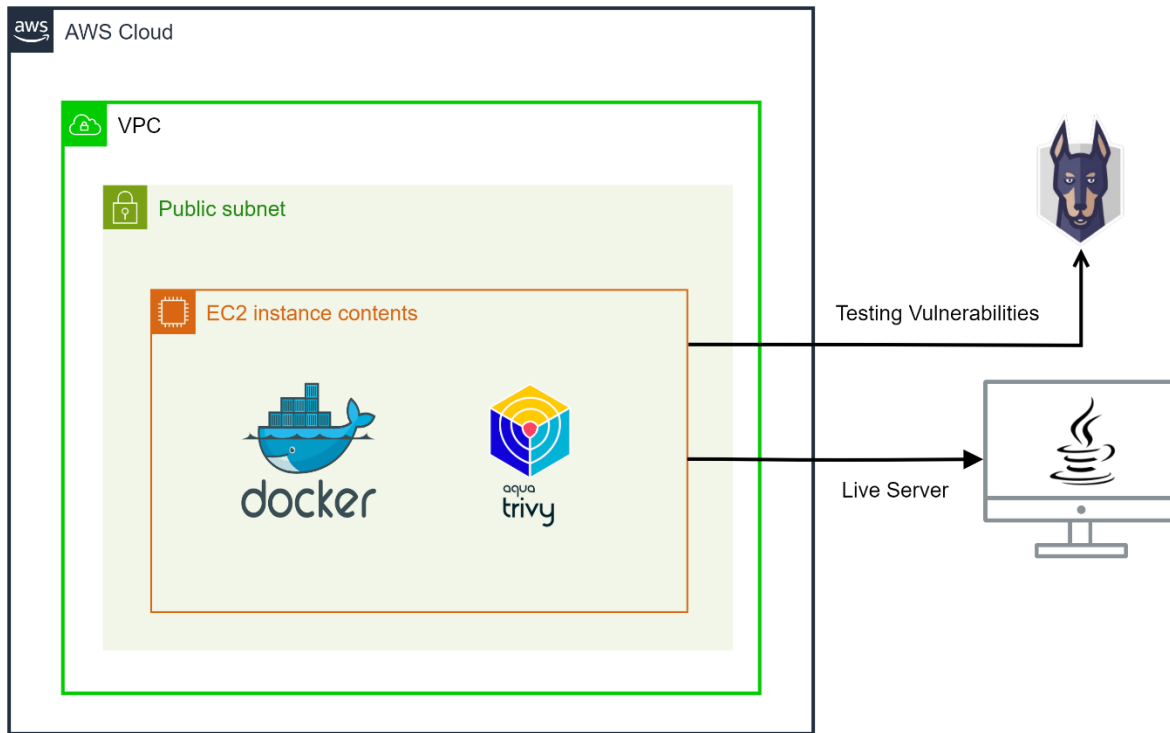 aws
AWS Cloud
VPC
Public subnet
EC2 instance contents
Testing Vulnerabilities
docker
aqua
trivy
Live Server